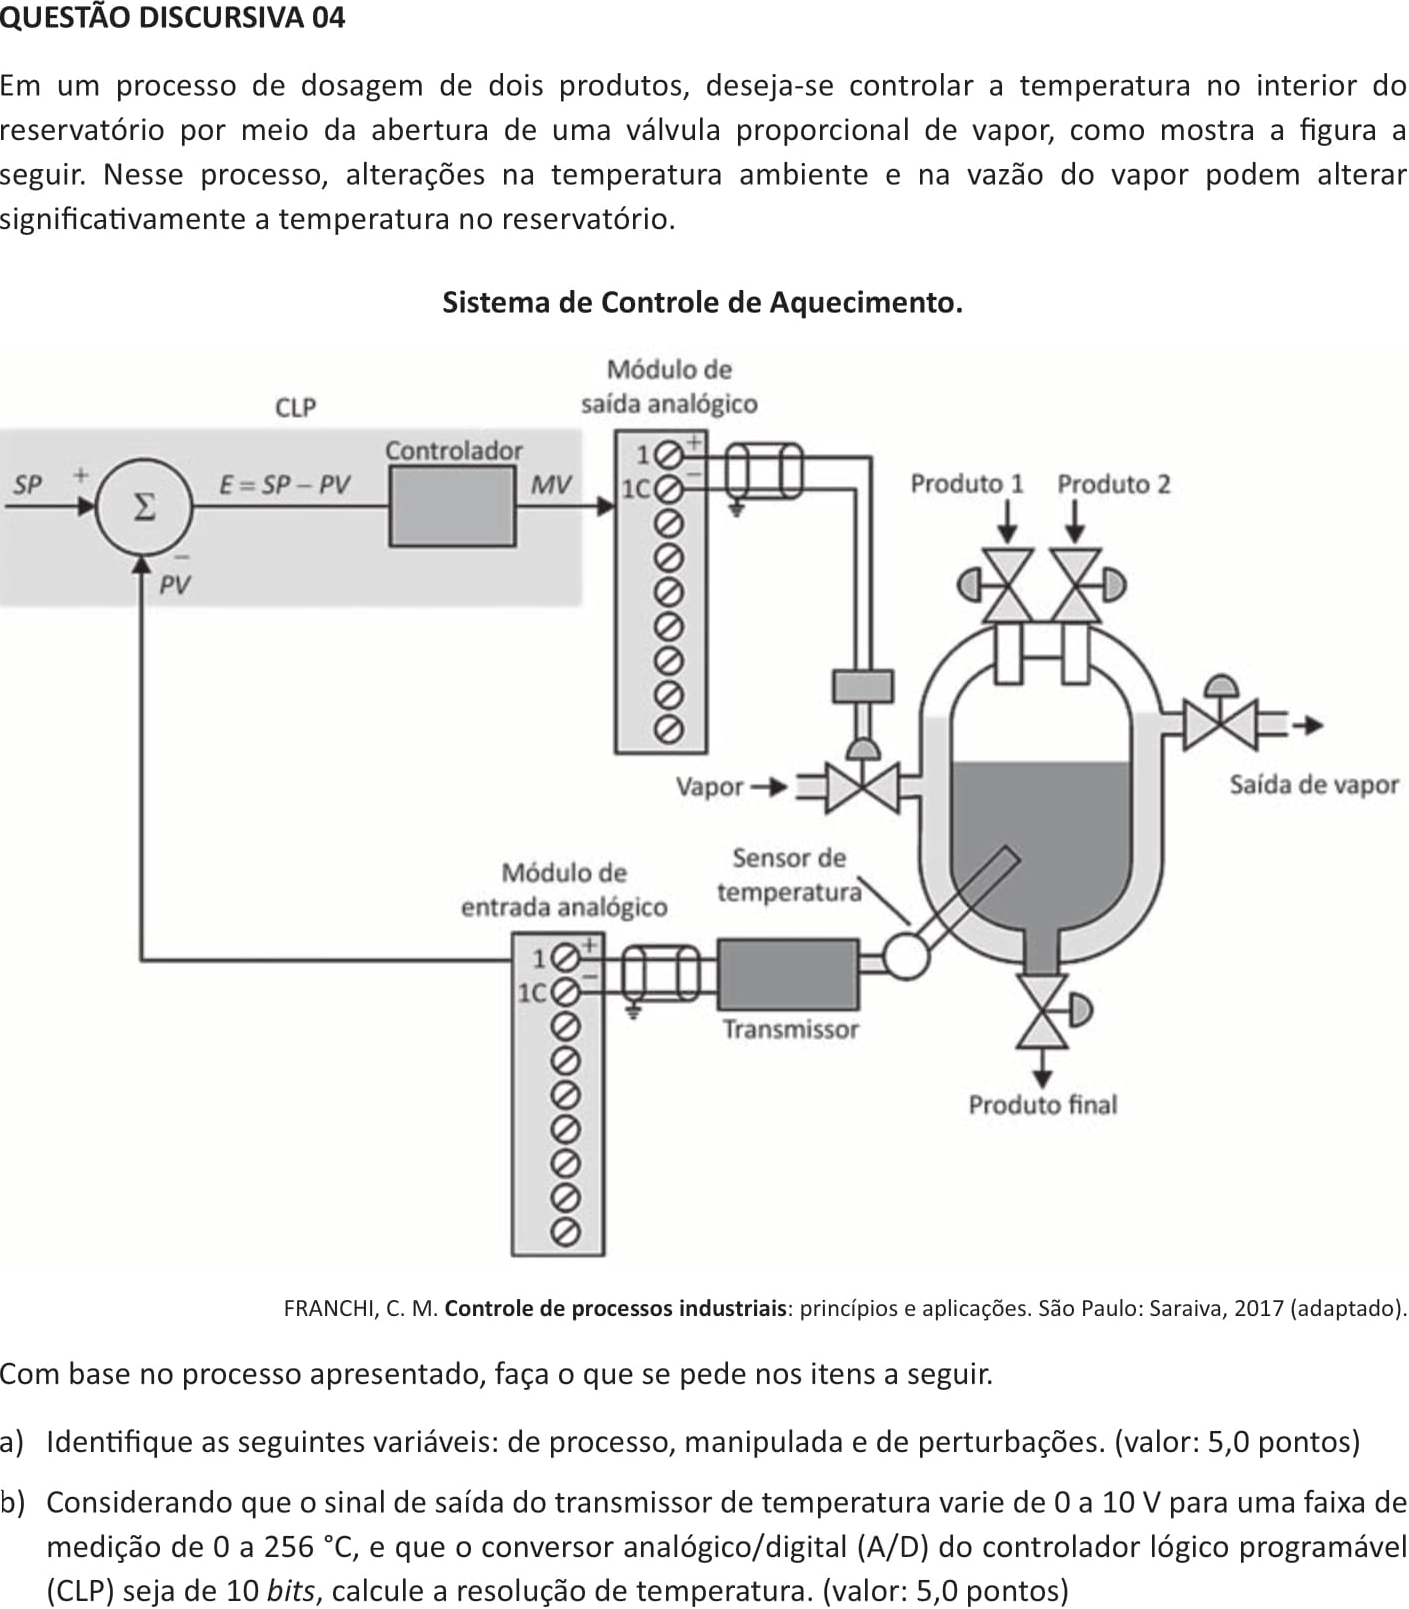 QUESTÃO DISCURSIVA 04
Em um processo de dosagem de dois produtos, deseja-se controlar a temperatura no interior do
reservatório por meio da abertura de uma válvula proporcional de vapor, como mostra a figura a
seguir. Nesse processo, alterações na temperatura ambiente e na vazão do vapor podem alterar
significativamente a temperatura no reservatório.
Sistema de Controle de Aquecimento.
Módulo de
saída analógico
CLP
Controlador
SP
+
Σ
E = SP – PV
MV
–
PV
1
+
1C
–
Produto 1
Produto 2
Vapor
Saída de vapor
Sensor de
temperatura
Módulo de
entrada analógico
1
+
1C
–
Transmissor
Produto final
FRANCHI, C. M. Controle de processos industriais: princípios e aplicações. São Paulo: Saraiva, 2017 (adaptado).
Com base no processo apresentado, faça o que se pede nos itens a seguir.
a) Identifique as seguintes variáveis: de processo, manipulada e de perturbações. (valor: 5,0 pontos)
b) Considerando que o sinal de saída do transmissor de temperatura varie de 0 a 10 V para uma faixa de
medição de 0 a 256 °C, e que o conversor analógico/digital (A/D) do controlador lógico programável
(CLP) seja de 10 bits, calcule a resolução de temperatura. (valor: 5,0 pontos)